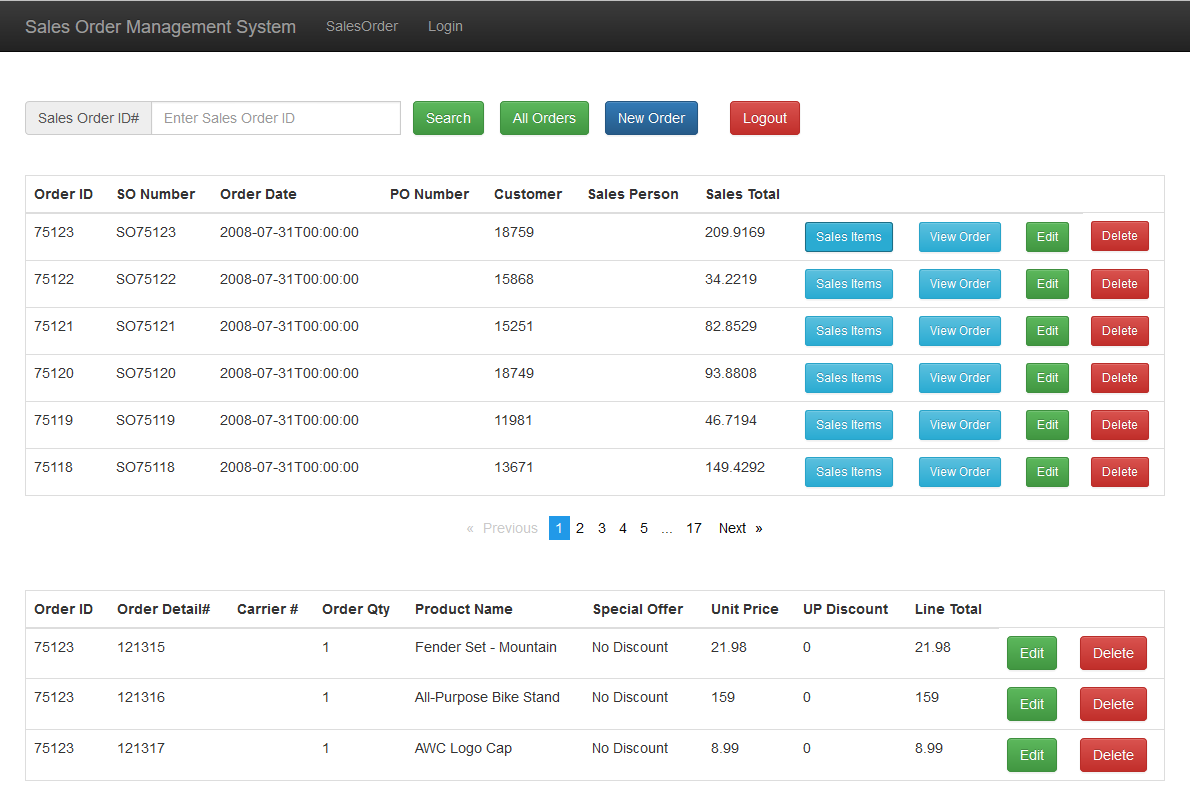 Sales Order Management System SalesOrder Login
Sales Order ID# Enter Sales Order ID Search All Orders New Order Logout
Order ID SO Number Order Date PO Number Customer Sales Person Sales Total
75123 SO75123 2008-07-31T00:00:00 18759 209.9169 Sales Items View Order Edit Delete
75122 SO75122 2008-07-31T00:00:00 15868 34.2219 Sales Items View Order Edit Delete
75121 SO75121 2008-07-31T00:00:00 15251 82.8529 Sales Items View Order Edit Delete
75120 SO75120 2008-07-31T00:00:00 18749 93.8808 Sales Items View Order Edit Delete
75119 SO75119 2008-07-31T00:00:00 11981 46.7194 Sales Items View Order Edit Delete
75118 SO75118 2008-07-31T00:00:00 13671 149.4292 Sales Items View Order Edit Delete
« Previous 1 2 3 4 5 ... 17 Next »
Order ID Order Detail# Carrier # Order Qty Product Name Special Offer Unit Price UP Discount Line Total
75123 121315 1 Fender Set - Mountain No Discount 21.98 0 21.98 Edit Delete
75123 121316 1 All-Purpose Bike Stand No Discount 159 0 159 Edit Delete
75123 121317 1 AWC Logo Cap No Discount 8.99 0 8.99 Edit Delete